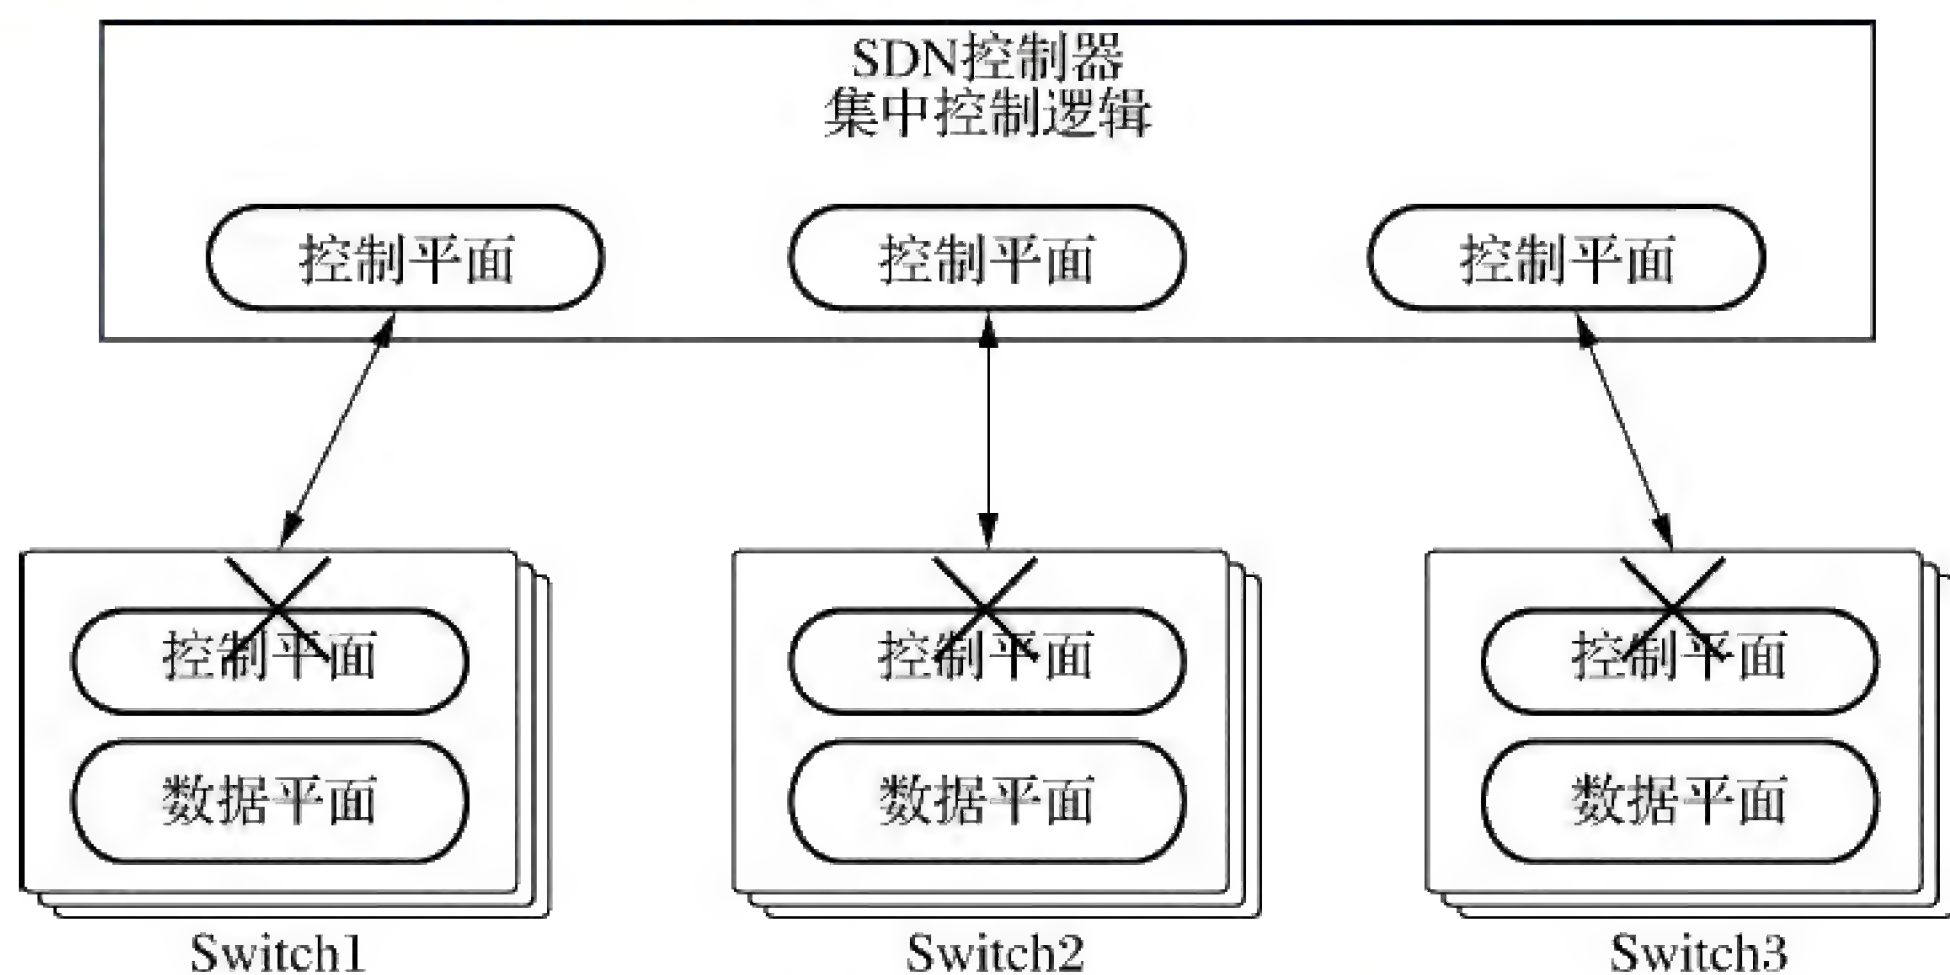 SDN控制器
集中控制逻辑
控制平面
控制平面
控制平面
控制平面
控制平面
控制平面
数据平面
数据平面
数据平面
Switch1
Switch2
Switch3